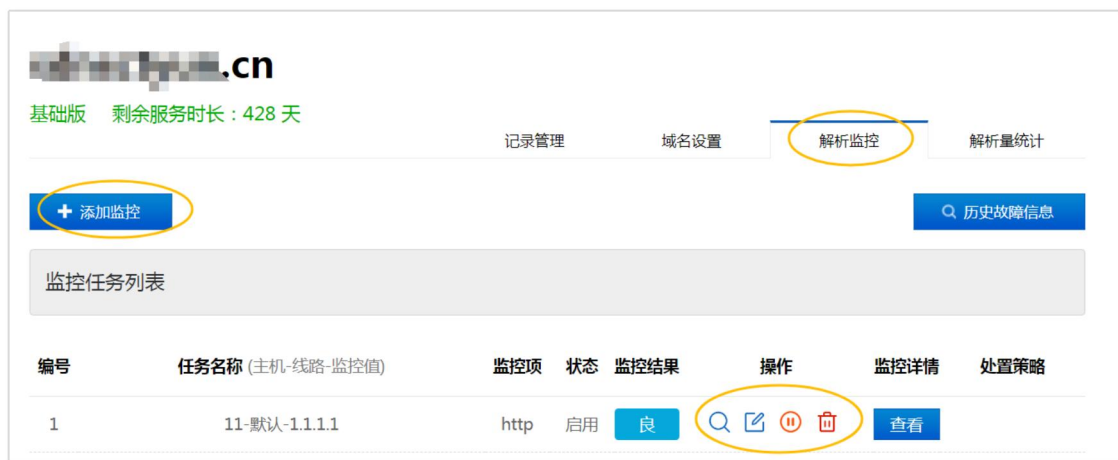 .cn
基础版 剩余服务时长：428 天
记录管理 域名设置 解析监控 解析量统计
添加监控 历史故障信息
监控任务列表
编号 任务名称 (主机-线路-监控值) 监控项 状态 监控结果 操作 监控详情 处置策略
1 11-默认-1.1.1.1 http 启用 良 查看